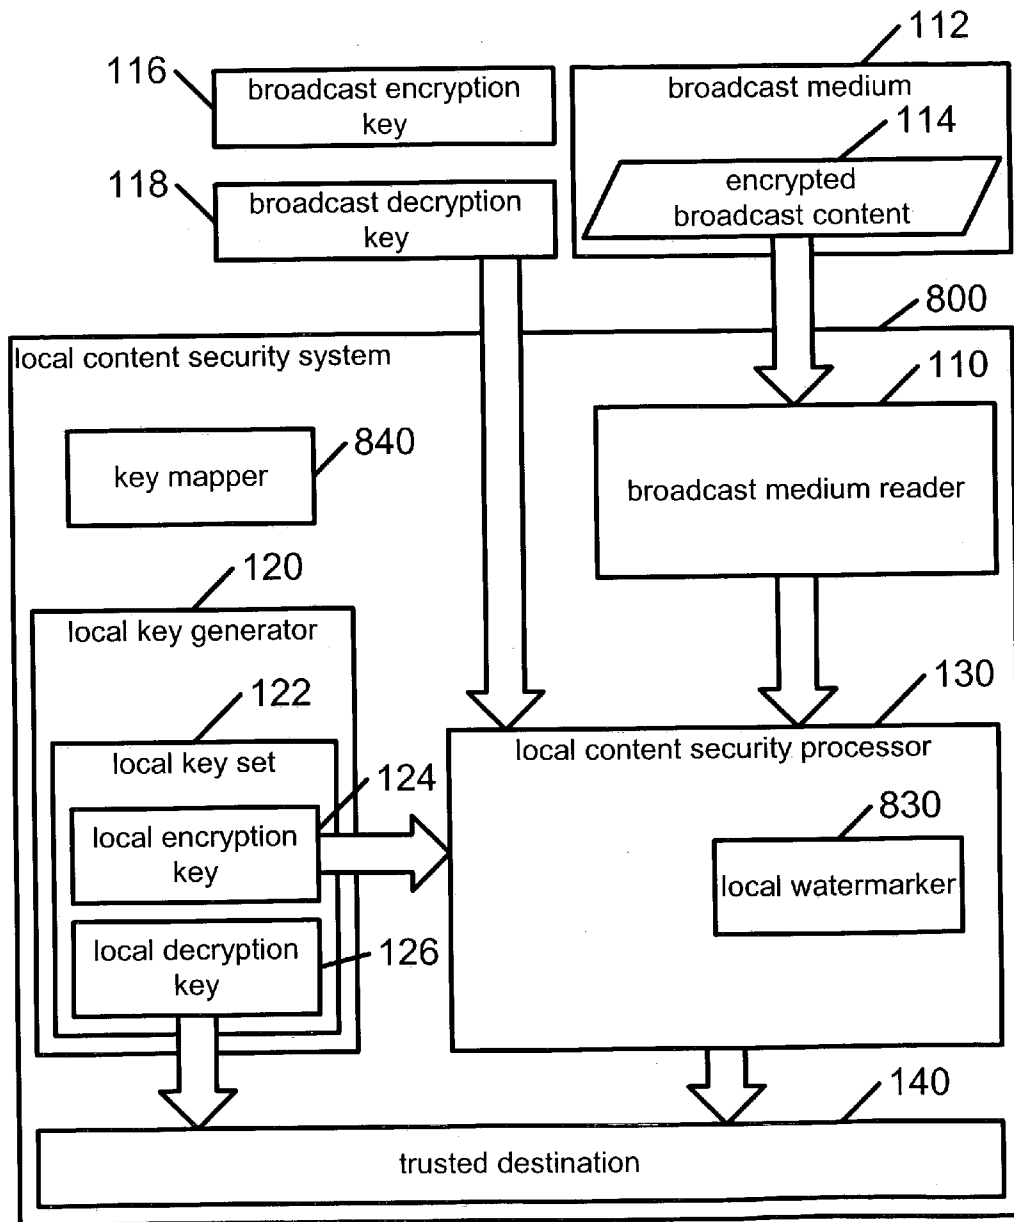 112
116
broadcast encryption
key
broadcast medium
114
118
broadcast decryption
key
encrypted
broadcast content
800
local content security system
110
840
key mapper
broadcast medium reader
120
local key generator
122
130
local key set
local content security processor
124
830
local encryption
key
local watermarker
local decryption
key
126
140
trusted destination